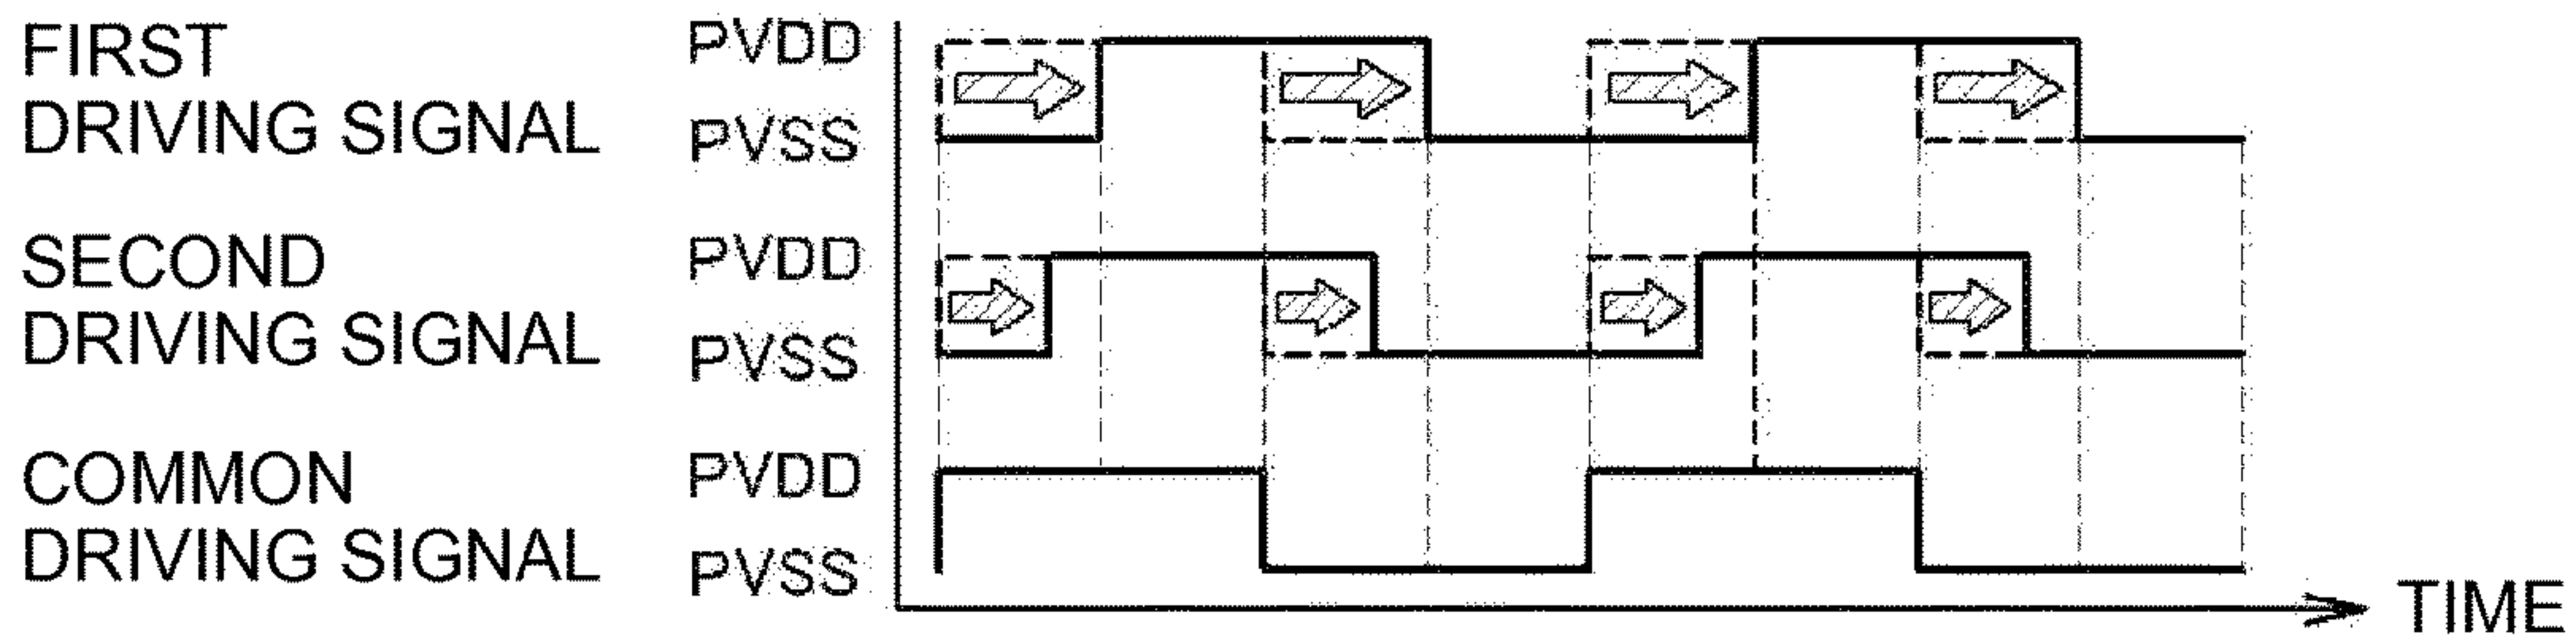 FIRST
DRIVING SIGNAL
PVDD
PVSS
SECOND
DRIVING SIGNAL
PVDD
PVSS
COMMON
DRIVING SIGNAL
PVDD
PVSS
TIME